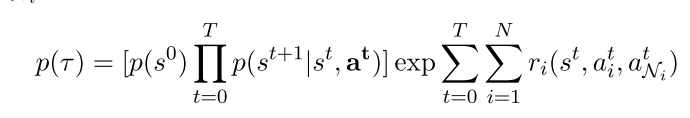 p(τ) = [p(s^0) ∏_{t=0}^{T} p(s^{t+1}|s^t, 𝐚^𝐭)] exp ∑_{t=0}^{T} ∑_{i=1}^{N} r_i(s^t, a_i^t, a_{𝒩_i}^t)